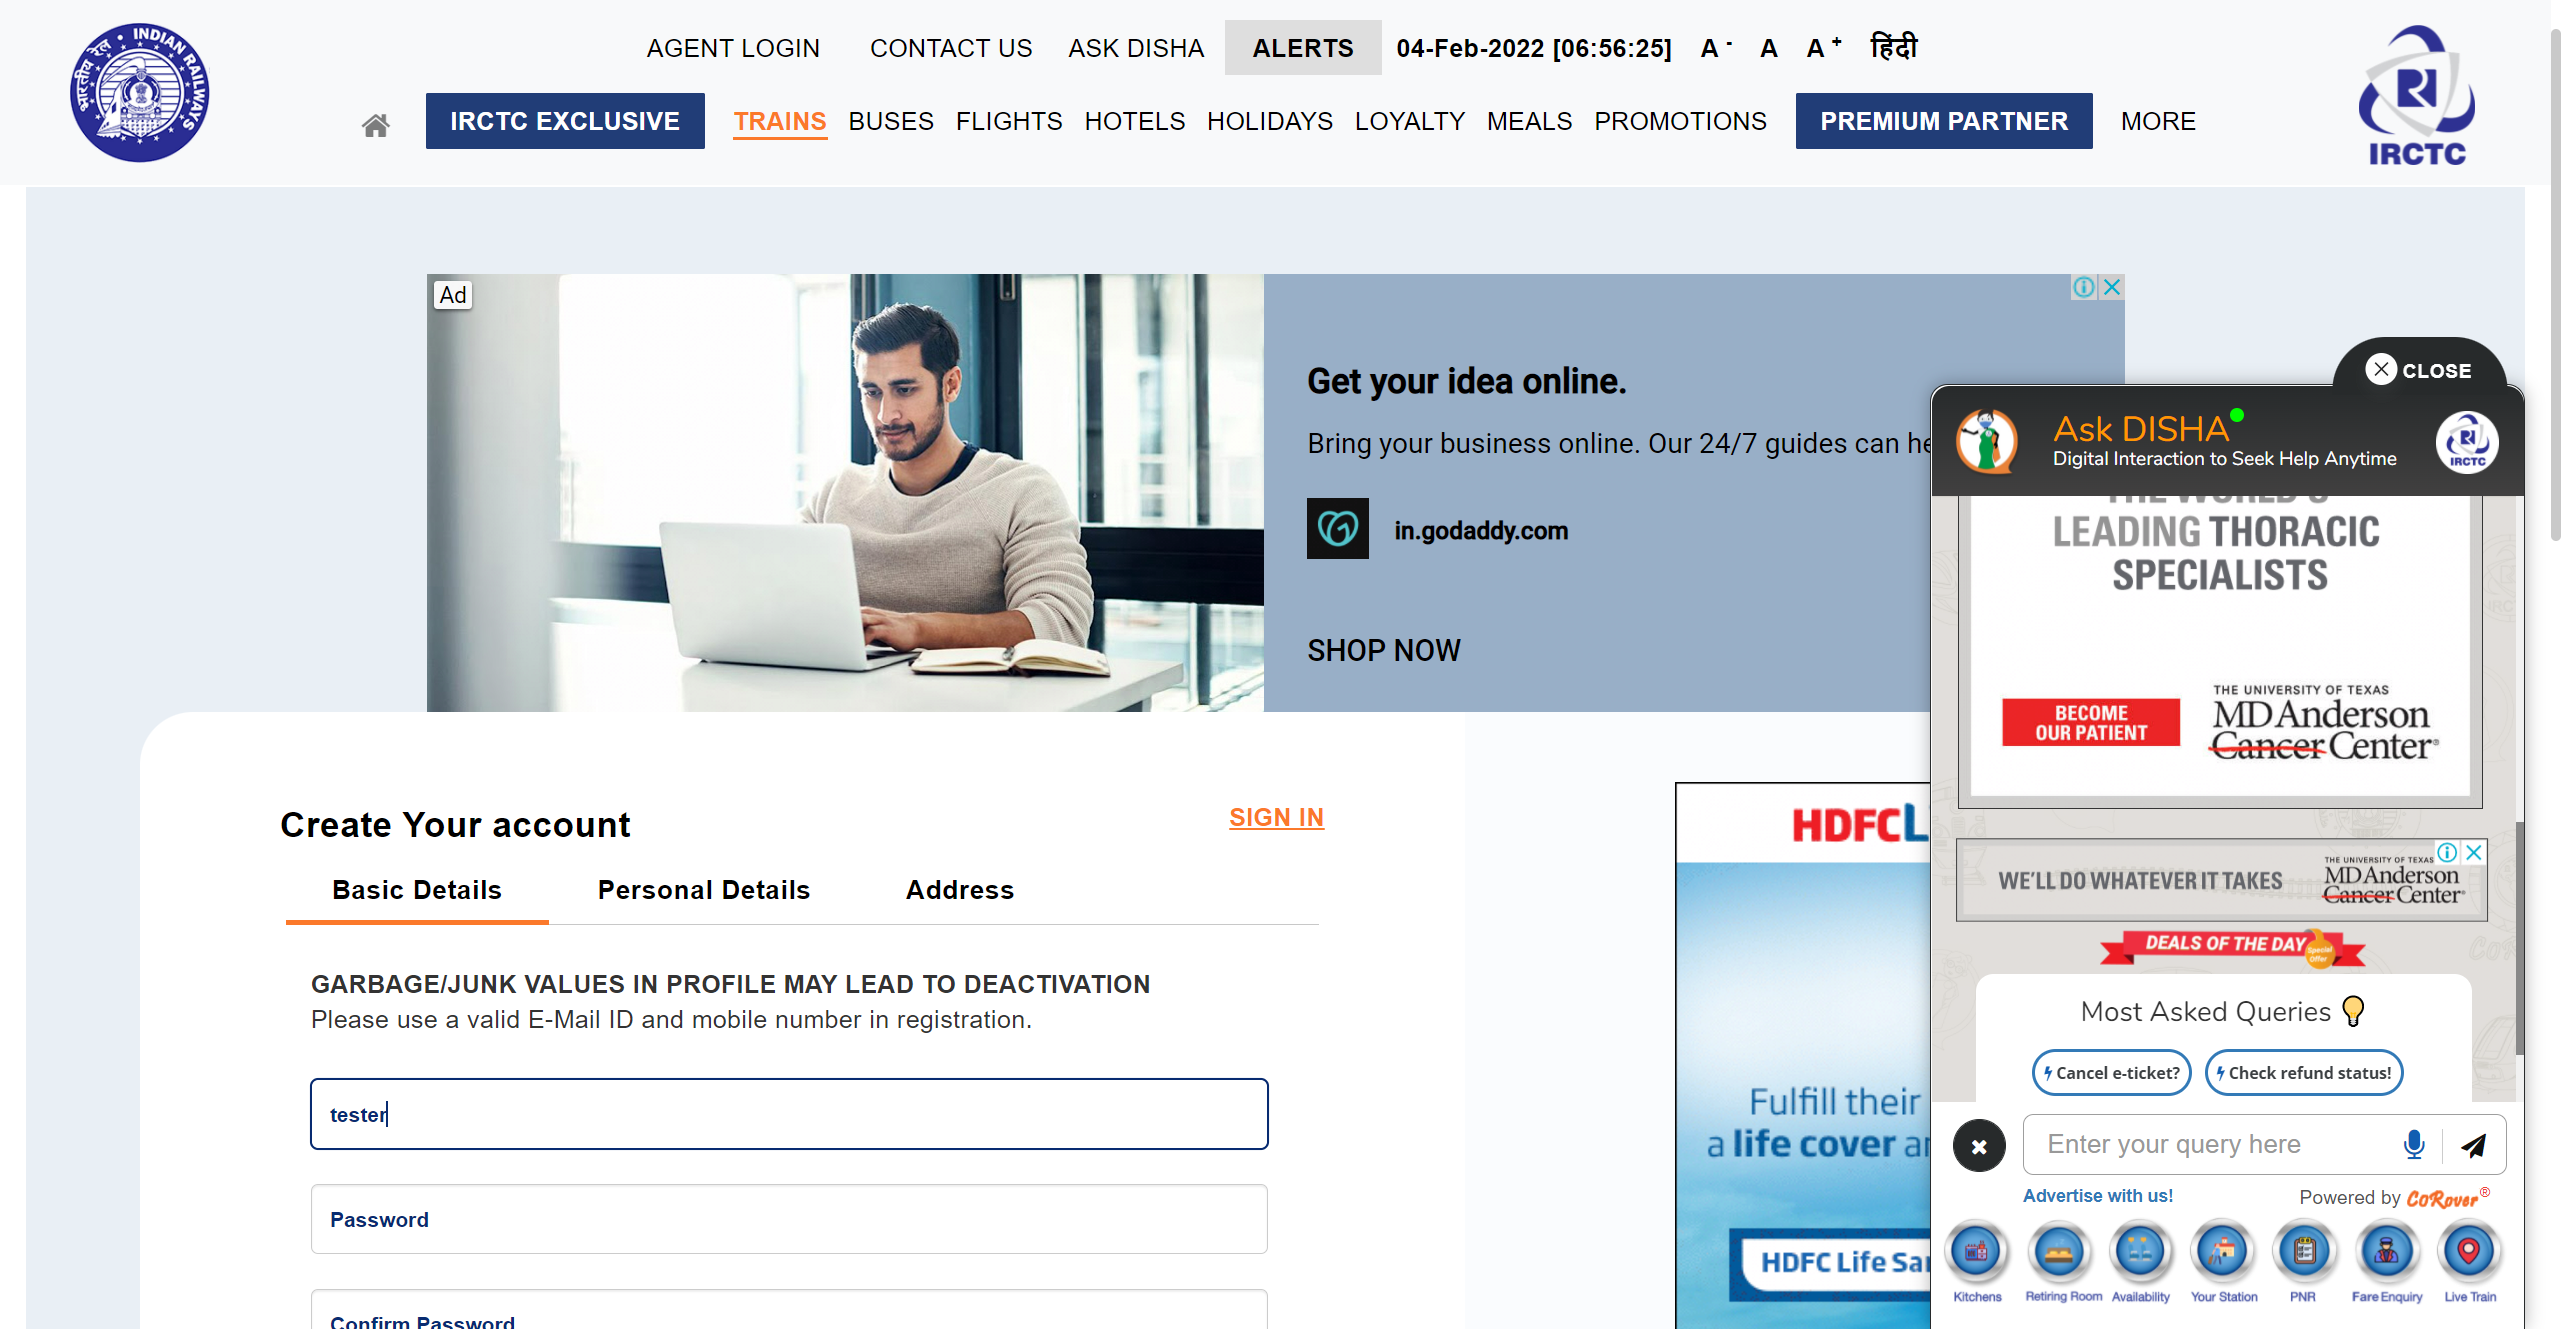 भारतीय रेल • INDIAN RAILWAYS
AGENT LOGIN CONTACT US ASK DISHA ALERTS 04-Feb-2022 [06:56:25] A - A A + हिंदी
IRCTC EXCLUSIVE TRAINS BUSES FLIGHTS HOTELS HOLIDAYS LOYALTY MEALS PROMOTIONS PREMIUM PARTNER MORE
IRCTC
Ad
Get your idea online.
Bring your business online. Our 24/7 guides can he
in.godaddy.com
SHOP NOW
Create Your account
SIGN IN
Basic Details Personal Details Address
GARBAGE/JUNK VALUES IN PROFILE MAY LEAD TO DEACTIVATION
Please use a valid E-Mail ID and mobile number in registration.
tester
Password
Confirm Password
HDFC L
Fulfill their
a life cover
HDFC Life
CLOSE
Ask DISHA
Digital Interaction to Seek Help Anytime
IRCTC
THE WORLD'S
LEADING THORACIC
SPECIALISTS
BECOME
OUR PATIENT
THE UNIVERSITY OF TEXAS
MD Anderson
Cancer Center
WE'LL DO WHATEVER IT TAKES
THE UNIVERSITY OF TEXAS
MD Anderson
Cancer Center
DEALS OF THE DAY
Special
Offer
Most Asked Queries
Cancel e-ticket? Check refund status!
Enter your query here
Advertise with us! Powered by CoRover®
Kitchens Retiring Room Availability Your Station PNR Fare Enquiry Live Train